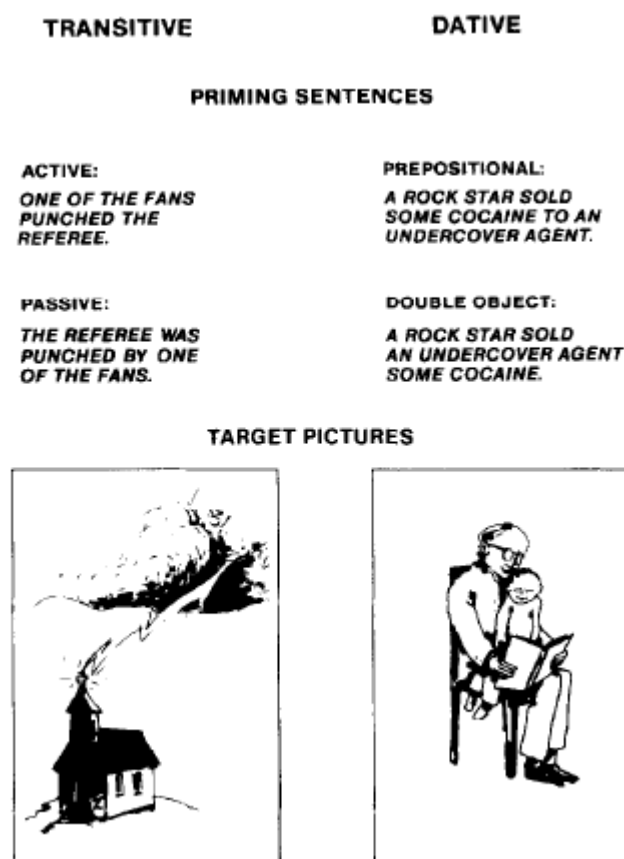 TRANSITIVE
DATIVE
PRIMING SENTENCES
ACTIVE:
ONE OF THE FANS
PUNCHED THE
REFEREE.
PREPOSITIONAL:
A ROCK STAR SOLD
SOME COCAINE TO AN
UNDERCOVER AGENT.
PASSIVE:
THE REFEREE WAS
PUNCHED BY ONE
OF THE FANS.
DOUBLE OBJECT:
A ROCK STAR SOLD
AN UNDERCOVER AGENT
SOME COCAINE.
TARGET PICTURES